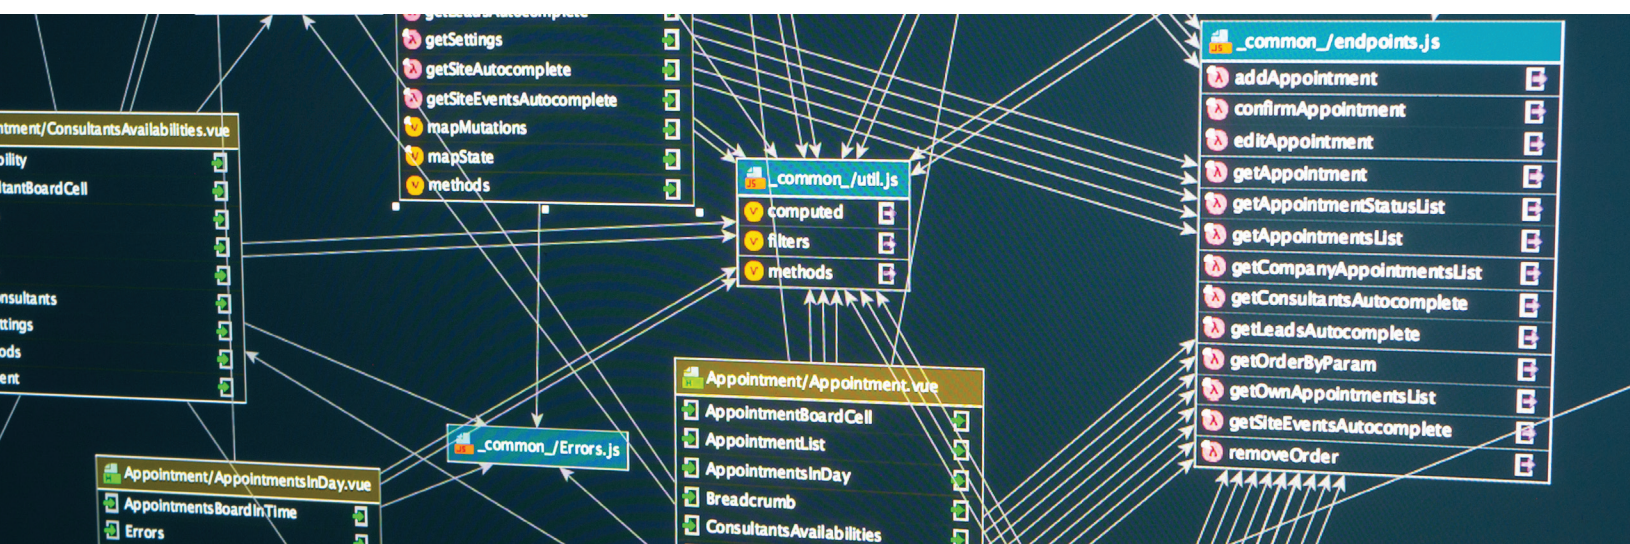 getLeadsAutocomplete
getSettings
getSiteAutocomplete
getSiteEventsAutocomplete
mapMutations
mapState
methods
ntment/ConsultantsAvailabilities.vue
bility
ltantBoardCell
nsultants
ttings
ods
ent
_common_/util.js
computed
filters
methods
_common_/endpoints.js
addAppointment
confirmAppointment
editAppointment
getAppointment
getAppointmentStatusList
getAppointmentsList
getCompanyAppointmentsList
getConsultantsAutocomplete
getLeadsAutocomplete
getOrderByParam
getOwnAppointmentsList
getSiteEventsAutocomplete
removeOrder
_common_/Errors.js
Appointment/Appointment.vue
AppointmentBoardCell
AppointmentList
AppointmentsInDay
Breadcrumb
ConsultantsAvailabilities
Appointment/AppointmentsInDay.vue
AppointmentsBoardInTime
Errors